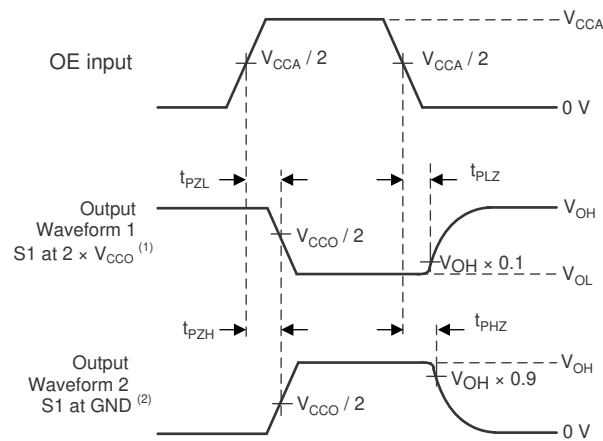 V_CCA
OE input
V_CCA / 2
V_CCA / 2
0 V
t_PZL
t_PLZ
Output
Waveform 1
S1 at 2 × V_CCO (1)
V_OH
V_CCO / 2
V_OH × 0.1
V_OL
t_PZH
t_PHZ
Output
Waveform 2
S1 at GND (2)
V_OH
V_OH × 0.9
V_CCO / 2
0 V